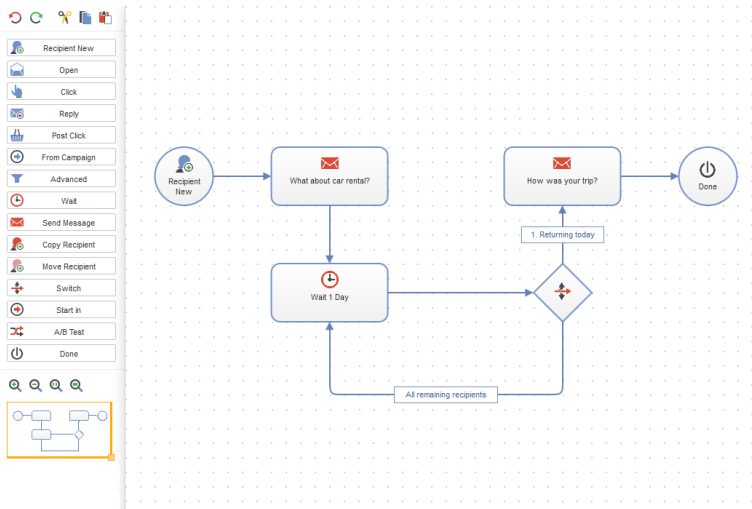 Recipient New
Open
Click
Reply
Post Click
From Campaign
Advanced
Wait
Send Message
Copy Recipient
Move Recipient
Switch
Start in
A/B Test
Done
Recipient
New
What about car rental?
How was your trip?
Done
1. Returning today
Wait 1 Day
All remaining recipients